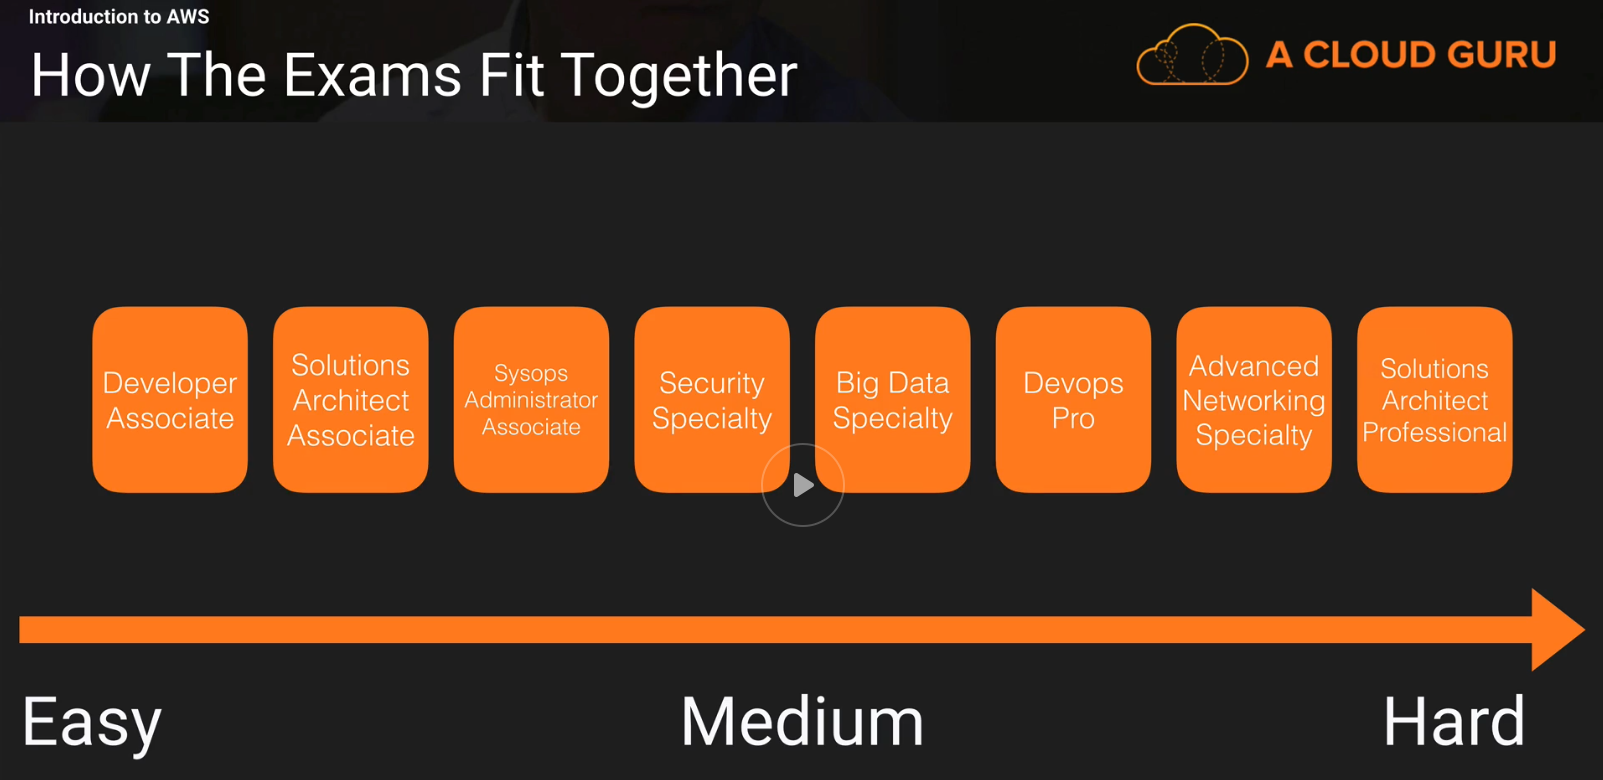 Introduction to AWS
How The Exams Fit Together
A CLOUD GURU
Developer
Associate
Solutions
Architect
Associate
Sysops
Administrator
Associate
Security
Specialty
Big Data
Specialty
Devops
Pro
Advanced
Networking
Specialty
Solutions
Architect
Professional
Easy
Medium
Hard